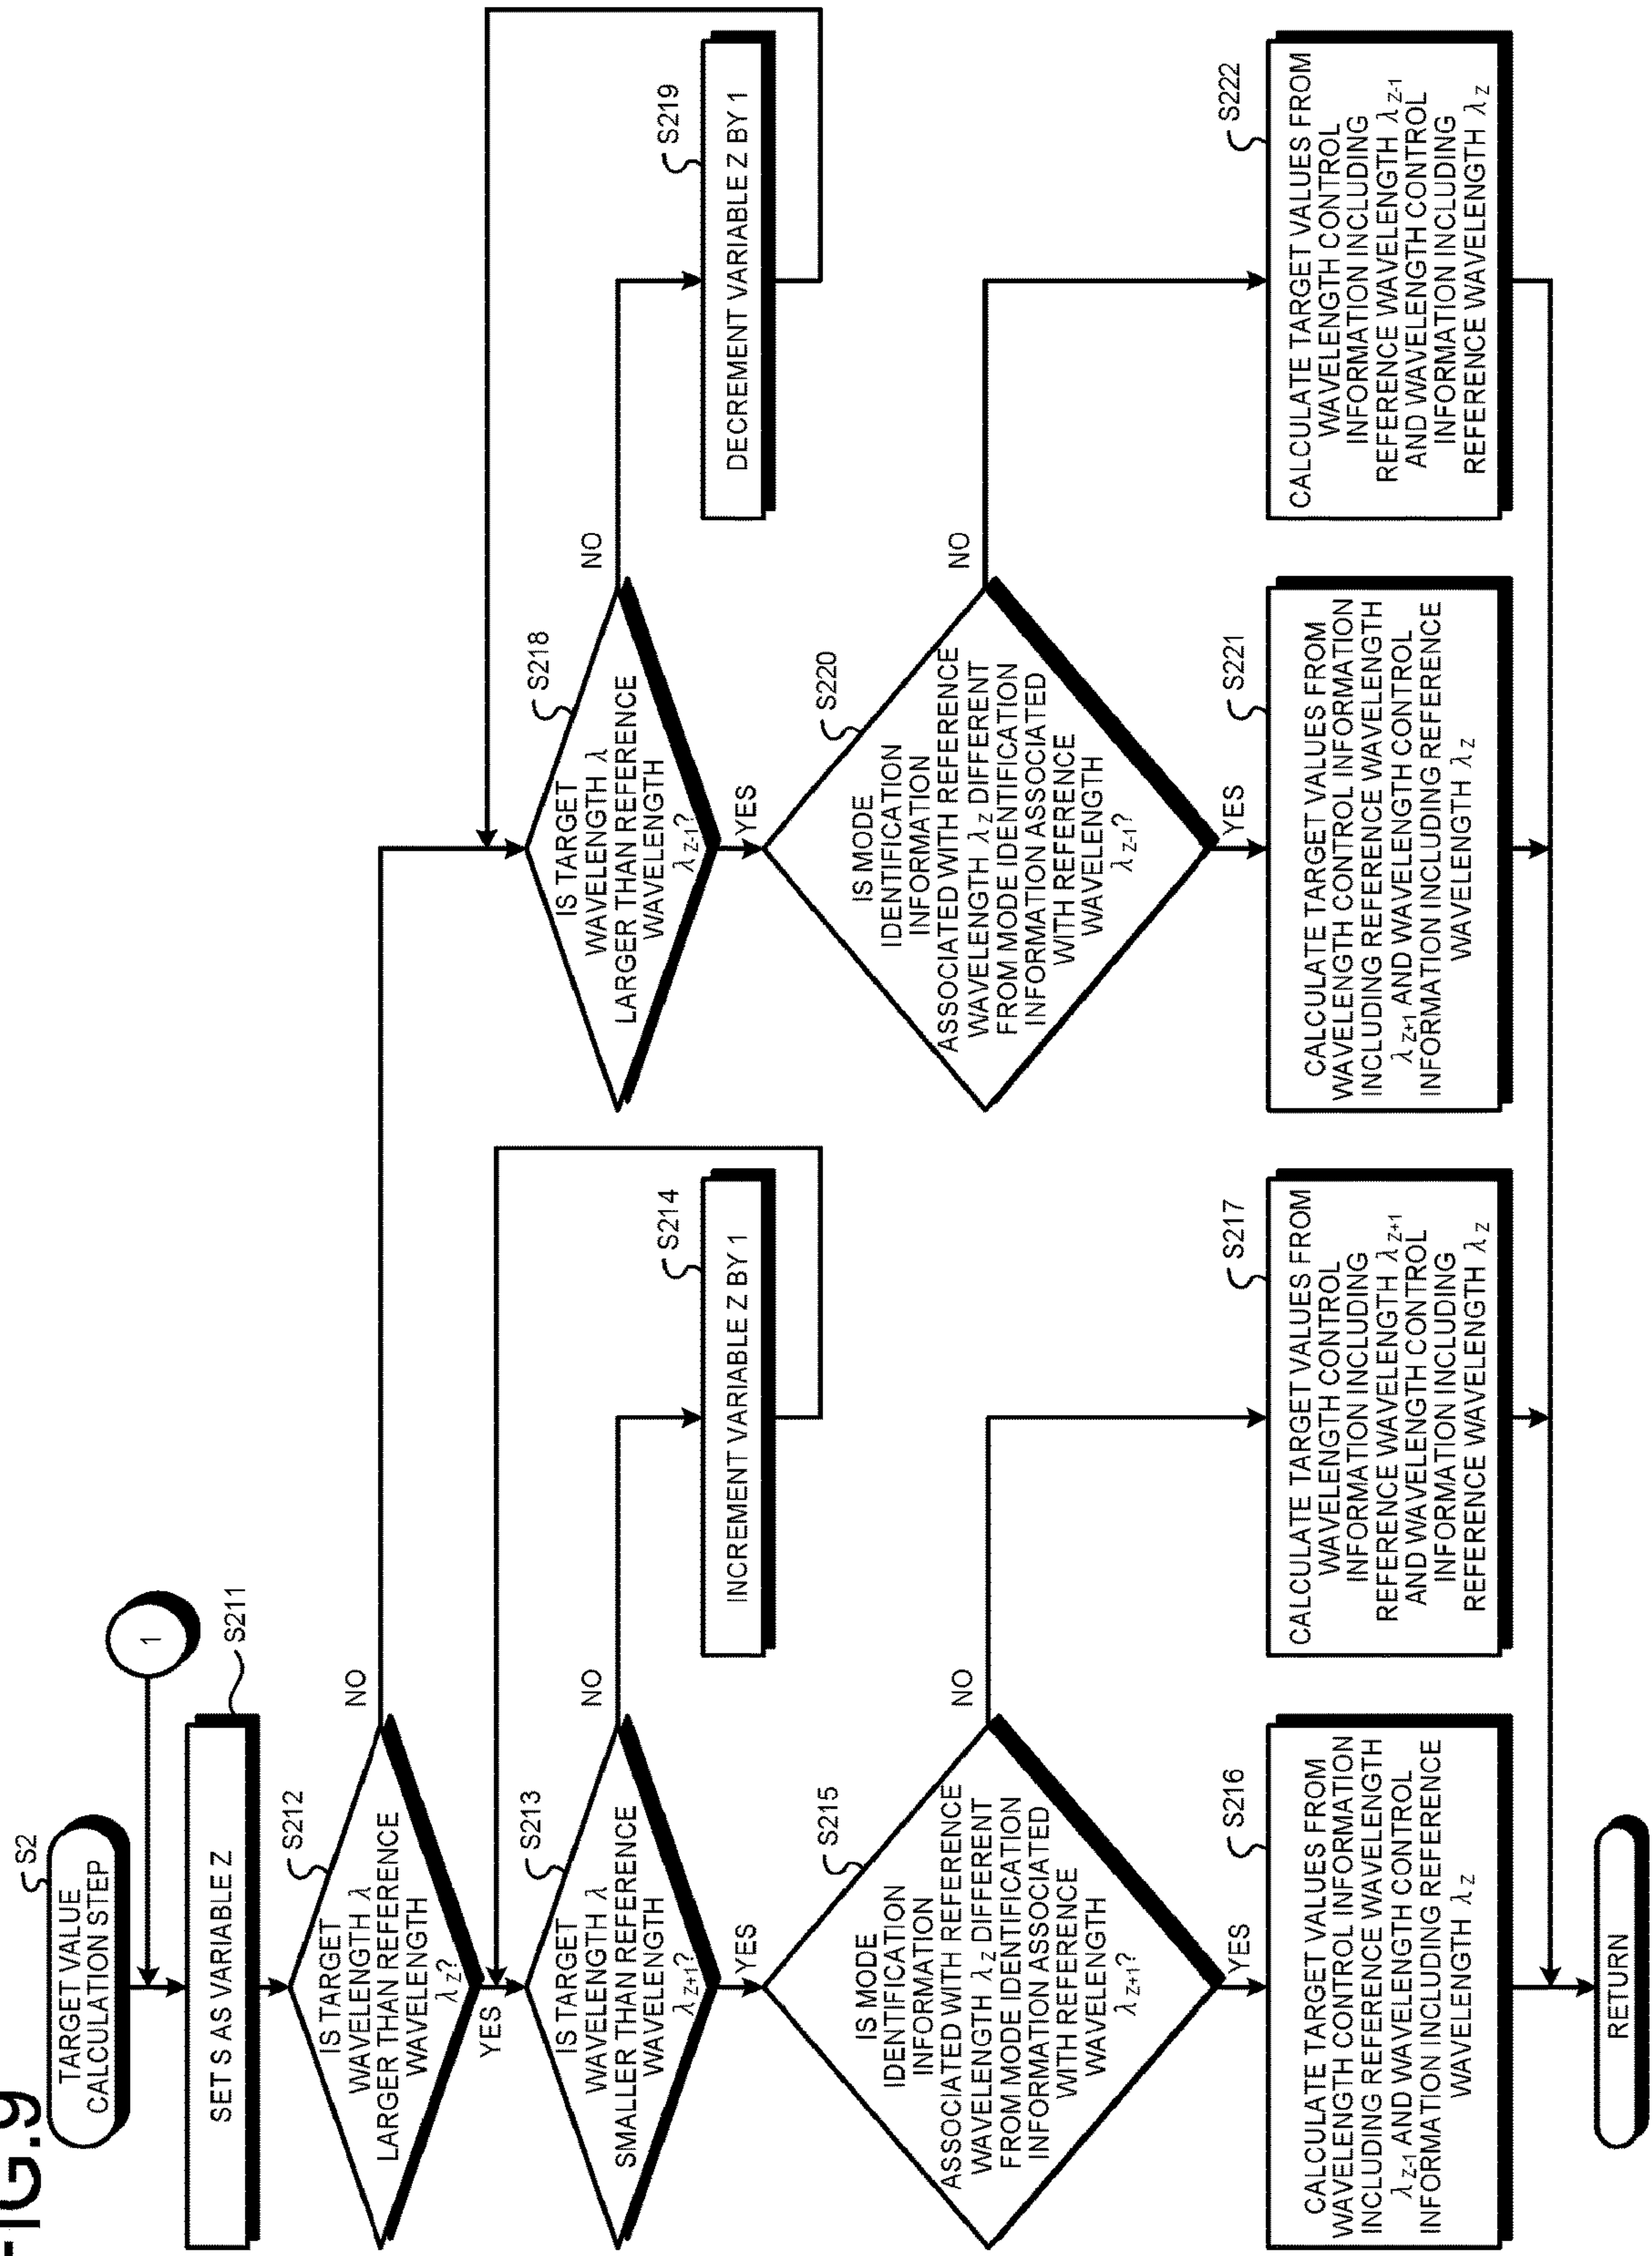 FIG.9
S2
TARGET VALUE
CALCULATION STEP
1
S211
SET S AS VARIABLE Z
S212
IS TARGET
WAVELENGTH λ
LARGER THAN REFERENCE
WAVELENGTH
λZ?
NO
YES
S213
IS TARGET
WAVELENGTH λ
SMALLER THAN REFERENCE
WAVELENGTH
λZ+1?
NO
YES
S214
INCREMENT VARIABLE Z BY 1
S215
IS MODE
IDENTIFICATION
INFORMATION
ASSOCIATED WITH REFERENCE
WAVELENGTH λZ DIFFERENT
FROM MODE IDENTIFICATION
INFORMATION ASSOCIATED
WITH REFERENCE
WAVELENGTH
λZ+1?
NO
YES
S216
CALCULATE TARGET VALUES FROM
WAVELENGTH CONTROL INFORMATION
INCLUDING REFERENCE WAVELENGTH
λZ-1 AND WAVELENGTH CONTROL
INFORMATION INCLUDING REFERENCE
WAVELENGTH λZ
S217
CALCULATE TARGET VALUES FROM
WAVELENGTH CONTROL
INFORMATION INCLUDING
REFERENCE WAVELENGTH λZ+1
AND WAVELENGTH CONTROL
INFORMATION INCLUDING
REFERENCE WAVELENGTH λZ
S218
IS TARGET
WAVELENGTH λ
LARGER THAN REFERENCE
WAVELENGTH
λZ-1?
NO
YES
S219
DECREMENT VARIABLE Z BY 1
S220
IS MODE
IDENTIFICATION
INFORMATION
ASSOCIATED WITH REFERENCE
WAVELENGTH λZ DIFFERENT
FROM MODE IDENTIFICATION
INFORMATION ASSOCIATED
WITH REFERENCE
WAVELENGTH
λZ-1?
NO
YES
S221
CALCULATE TARGET VALUES FROM
WAVELENGTH CONTROL INFORMATION
INCLUDING REFERENCE WAVELENGTH
λZ+1 AND WAVELENGTH CONTROL
INFORMATION INCLUDING REFERENCE
WAVELENGTH λZ
S222
CALCULATE TARGET VALUES FROM
WAVELENGTH CONTROL
INFORMATION INCLUDING
REFERENCE WAVELENGTH λZ-1
AND WAVELENGTH CONTROL
INFORMATION INCLUDING
REFERENCE WAVELENGTH λZ
RETURN